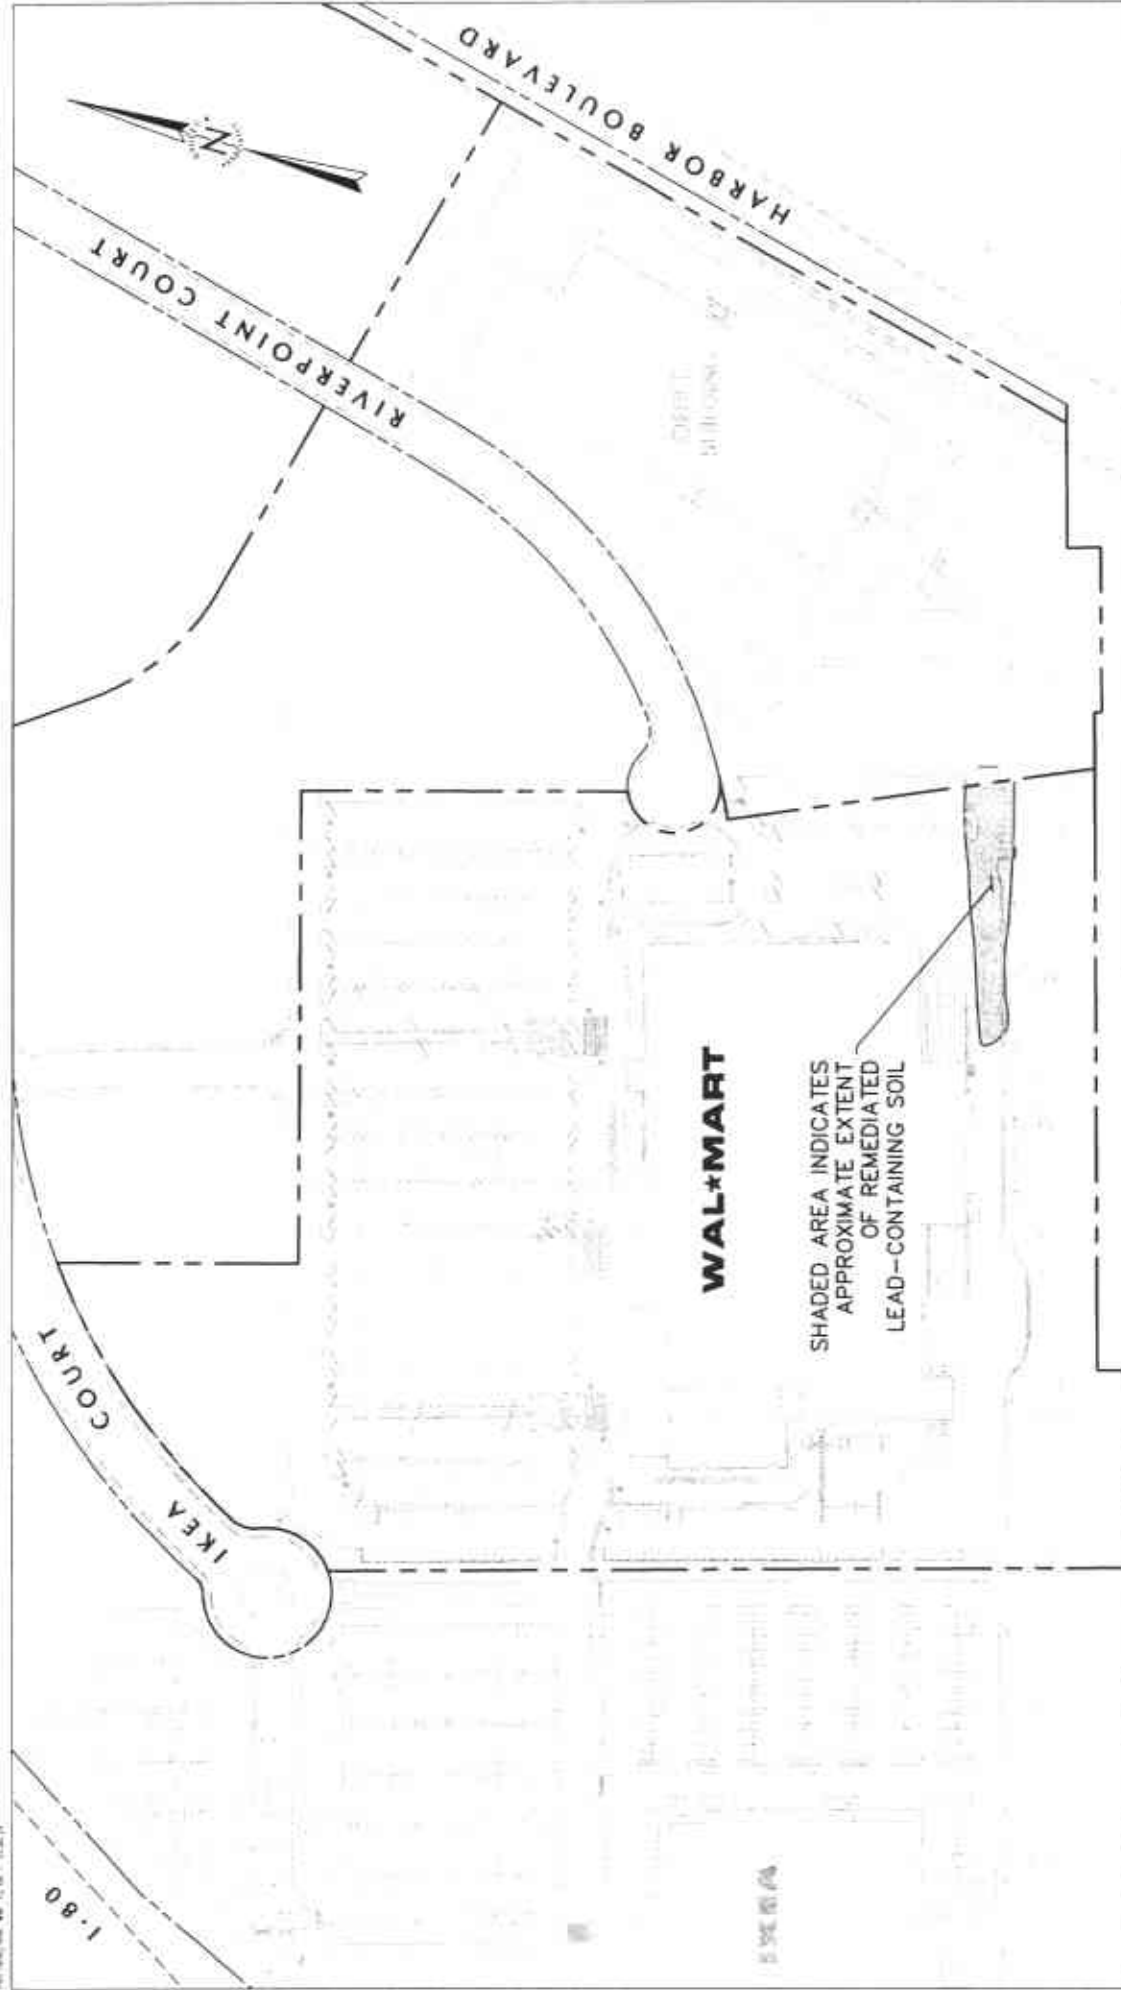 HARBOR BOULEVARD
N
RIVERPOINT COURT
WAL★MART
SHADED AREA INDICATES
APPROXIMATE EXTENT
OF REMEDIATED
LEAD-CONTAINING SOIL
IKEA COURT
I-80
IKEA